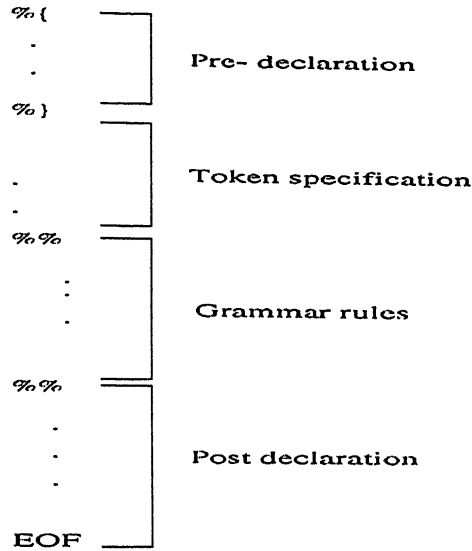 %{
.
.
Pre- declaration
%}
Token specification
.
.
%%
:
.
Grammar rules
%%
.
.
Post declaration
.
EOF